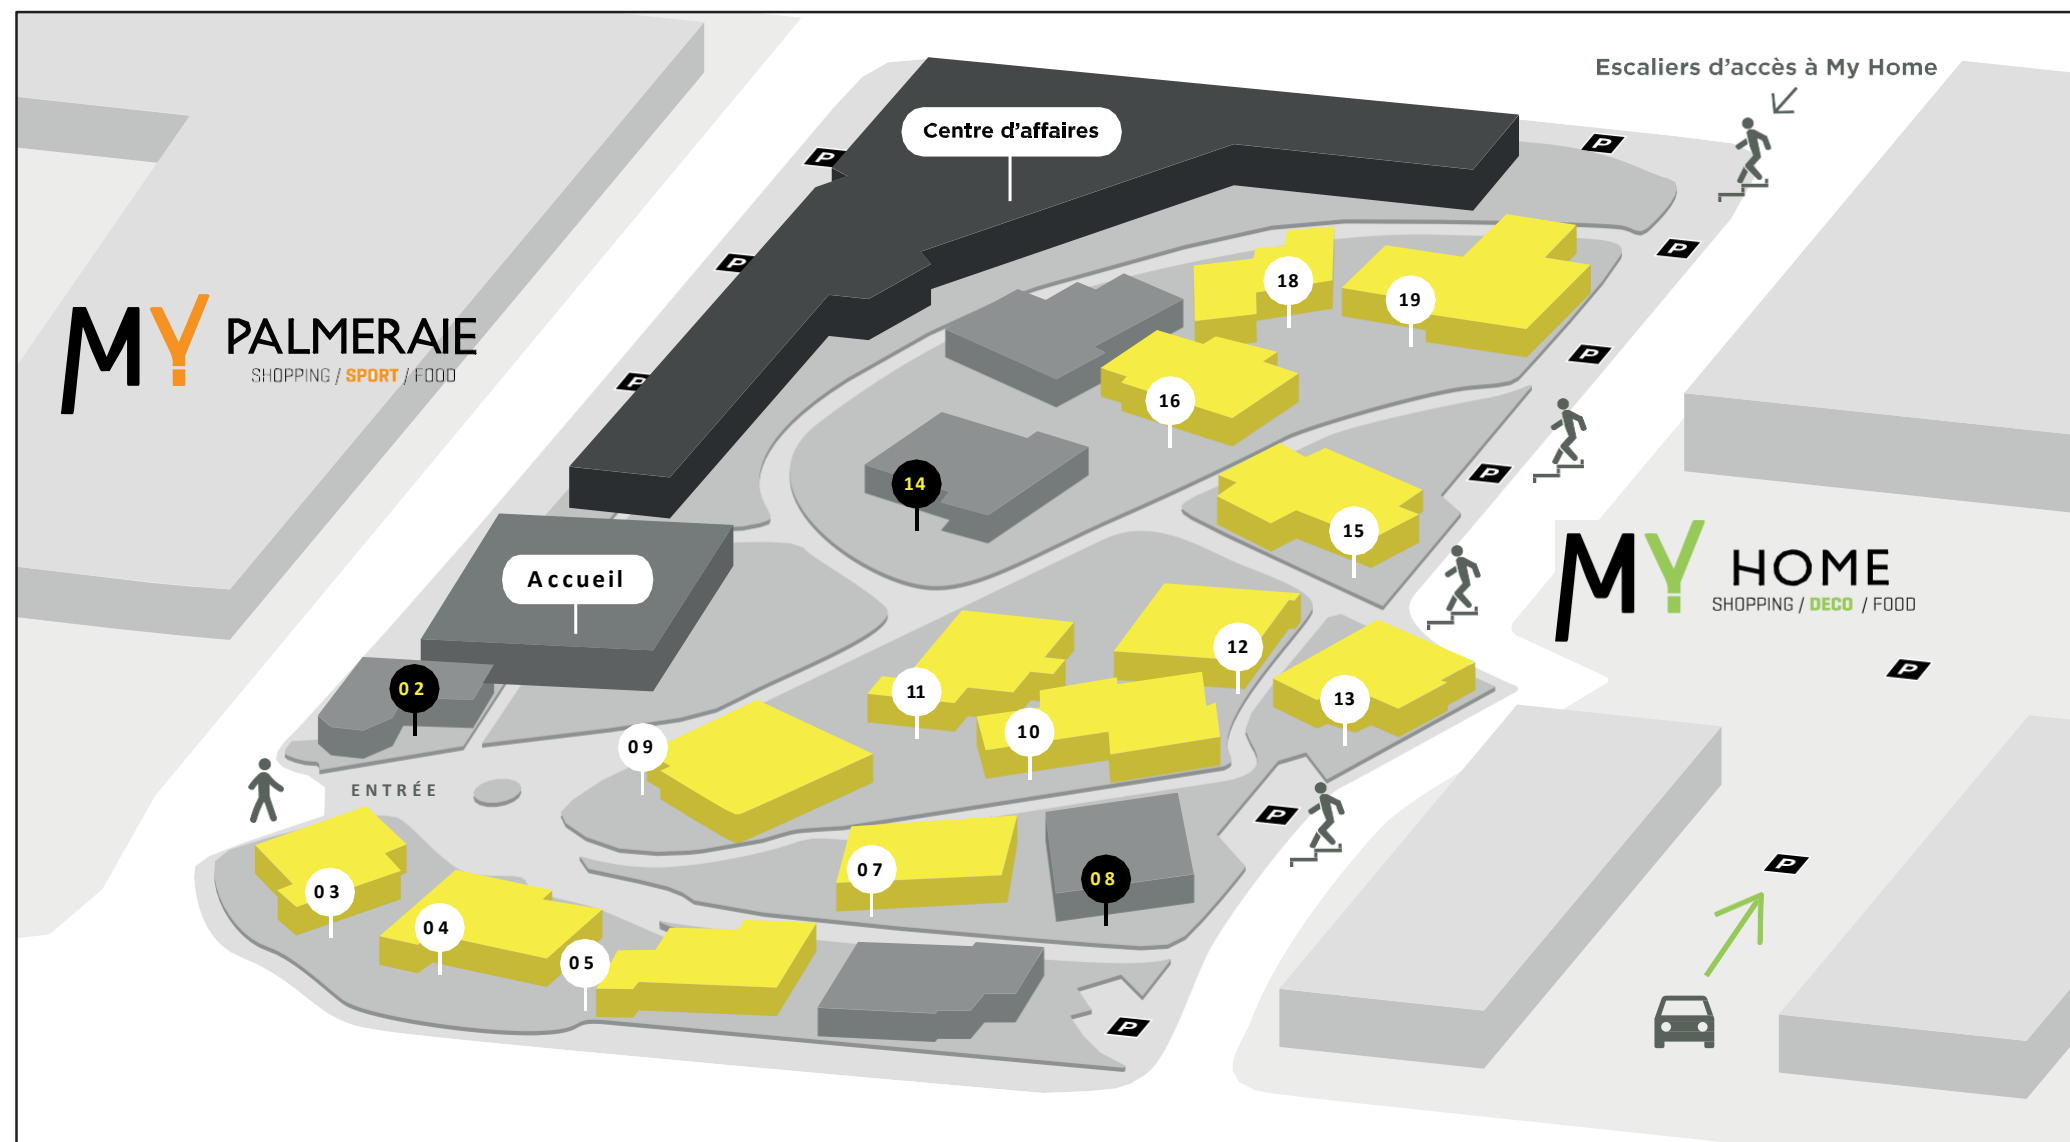 Escaliers d'accès à My Home
Centre d'affaires
P
P
P
P
P
18
19
P
MY PALMERAIE
SHOPPING / SPORT / FOOD
16
P
14
P
15
Accueil
MY HOME
SHOPPING / DECO / FOOD
12
02
11
13
P
10
09
ENTRÉE
P
07
08
P
03
04
05
P